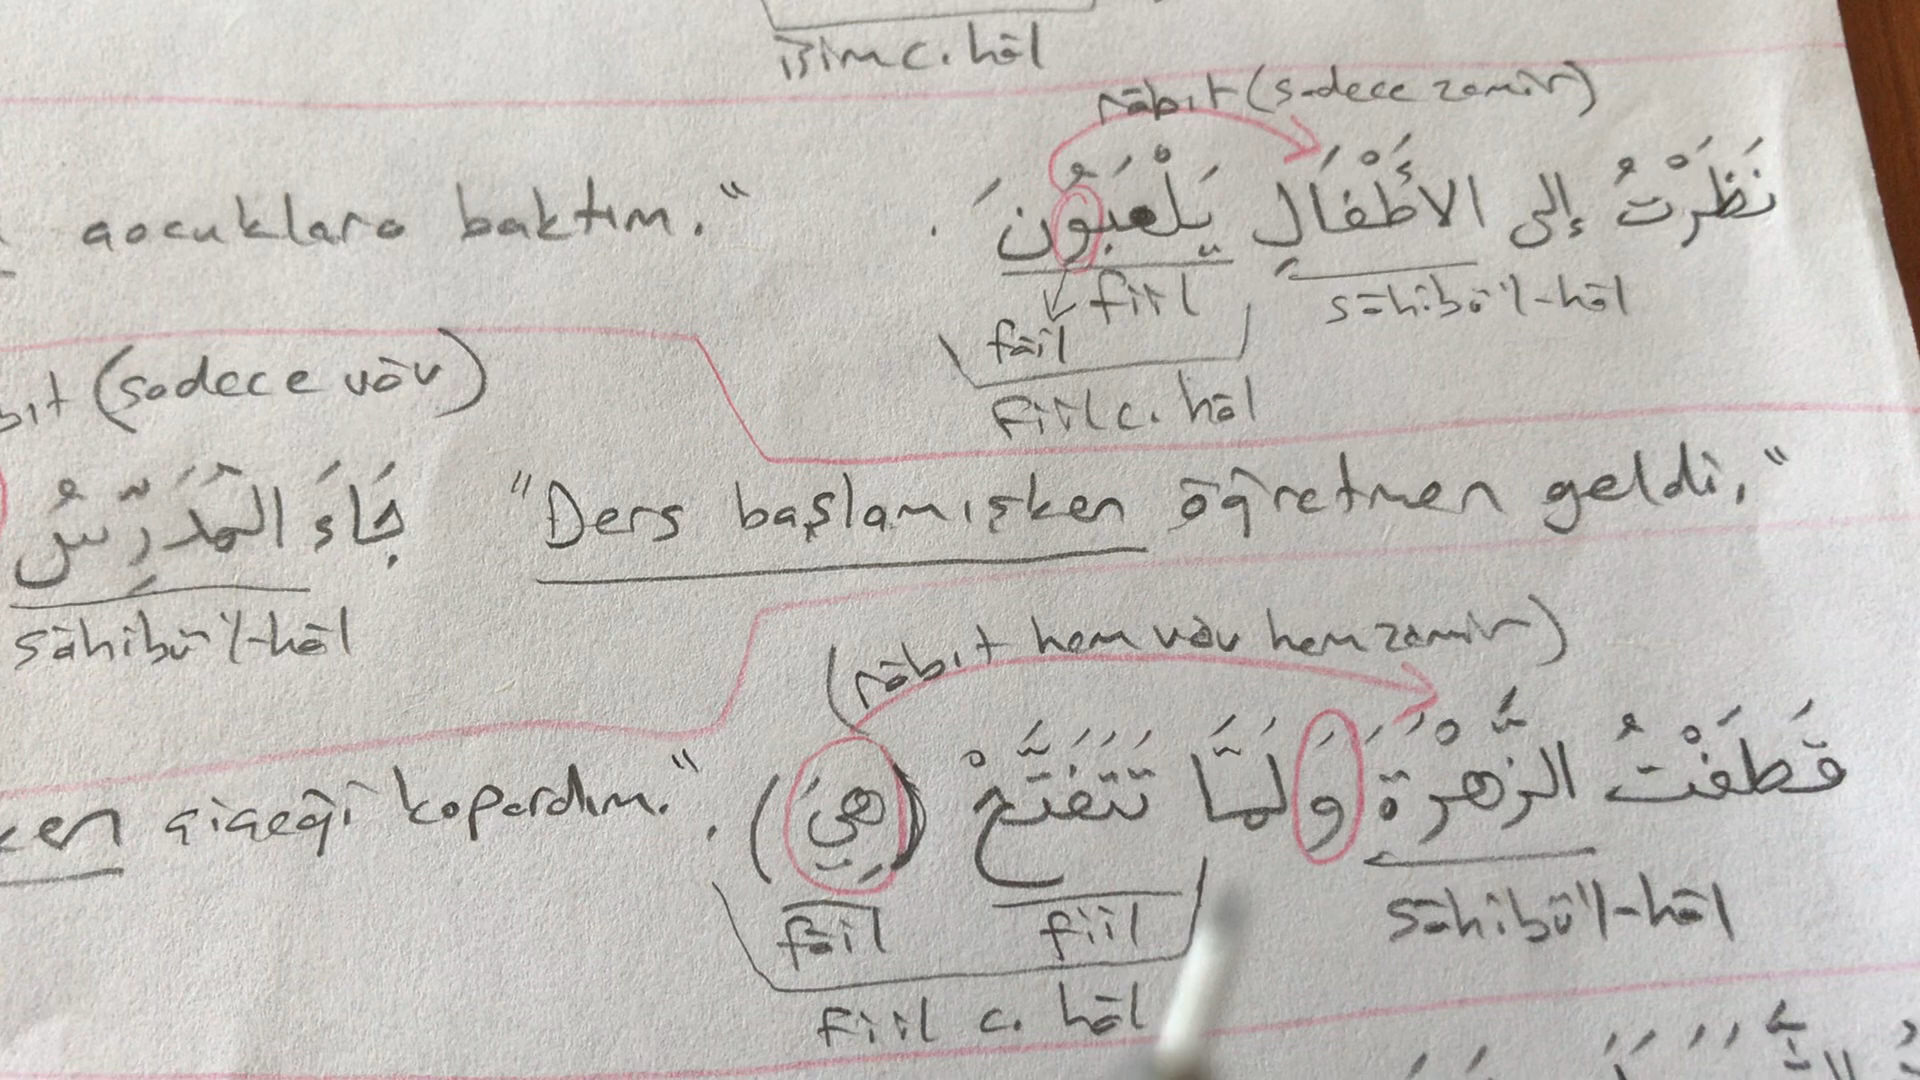 İsim c. hâl
râbıt (sadece zamir)
نَظَرْتُ إلى الأَطْفَالِ يَلْعَبُونَ .
çocuklara baktım."
fiil
sâhibü'l-hâl
fâil
fiil c. hâl
(sadece vâv)
جَاءَ المُدَرِّسُ
"Ders başlamışken öğretmen geldi."
sâhibü'l-hâl
(râbıt hem vâv hem zamir)
قَطَفْتُ الزَّهْرَةَ وَ لَمَّا تَتَفَتَّحْ (هِيَ) .
çiçeği kopardım."
fâil
fiil
sâhibü'l-hâl
fiil c. hâl